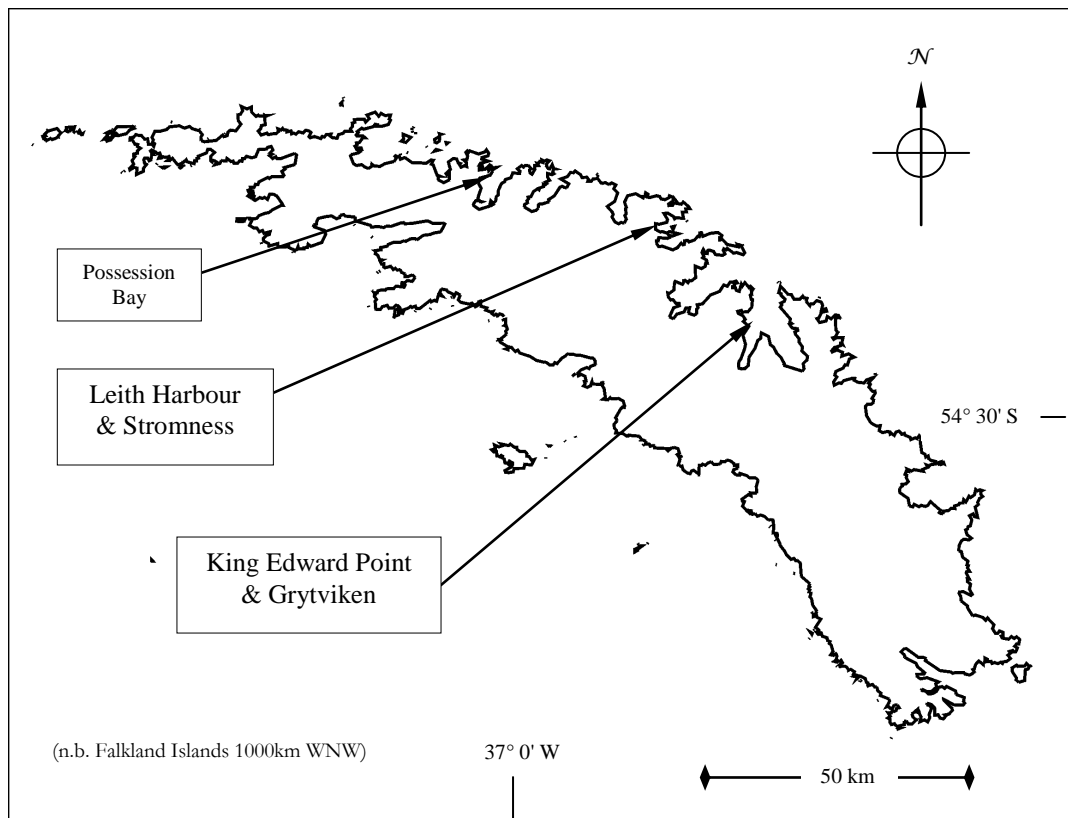 N
Possession
Bay
Leith Harbour
& Stromness
54° 30' S
King Edward Point
& Grytviken
(n.b. Falkland Islands 1000km WNW)
37° 0' W
50 km